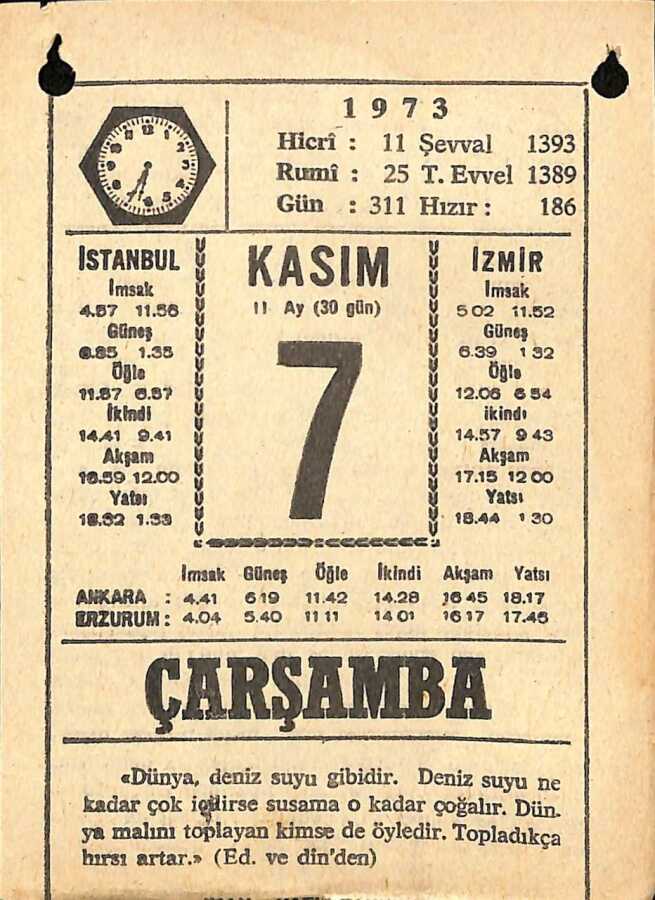 1973
Hicrî : 11 Şevval 1393
Rumî : 25 T. Evvel 1389
Gün : 311 Hızır : 186
İSTANBUL
İmsak
4.57 11.56
Güneş
1.35
Öğle
11.57 6.57
İkindi
14.41 9.41
Akşam
16.59 12.00
Yatsı
18.32 1.33
KASIM
11 Ay (30 gün)
7
İZMİR
İmsak
5 02 11.52
Güneş
6.39 1 32
Öğle
12.06 6 54
ikindi
14.57 9 43
Akşam
17.15 12 00
Yatsı
18.44 1 30
İmsak Güneş Öğle İkindi Akşam Yatsı
ANKARA : 4.41 6 19 11.42 14.28 16 45 18.17
ERZURUM : 4.04 5.40 11 11 14 01 16 17 17.45
ÇARŞAMBA
«Dünya, deniz suyu gibidir. Deniz suyu ne
kadar çok içilirse susama o kadar çoğalır. Dün-
ya malını toplayan kimse de öyledir. Topladıkça
hırsı artar.» (Ed. ve din'den)